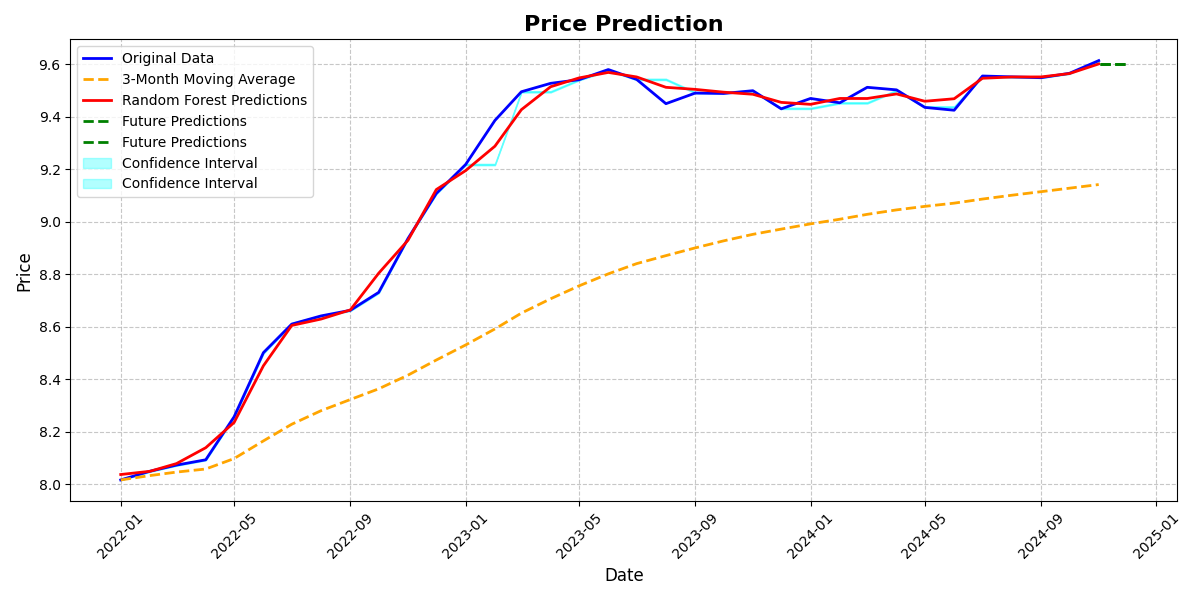 Price Prediction
Original Data
3-Month Moving Average
Random Forest Predictions
Future Predictions
Future Predictions
Confidence Interval
Confidence Interval
Price
9.6
9.4
9.2
9.0
8.8
8.6
8.4
8.2
8.0
2022-01
2022-05
2022-09
2023-01
2023-05
2023-09
2024-01
2024-05
2024-09
2025-01
Date